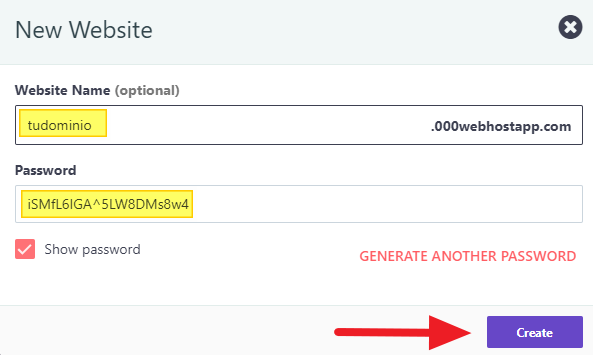 New Website
Website Name (optional)
tudominio .000webhostapp.com
Password
iSMfL6IGA^5LW8DMs8w4
Show password
GENERATE ANOTHER PASSWORD
Create